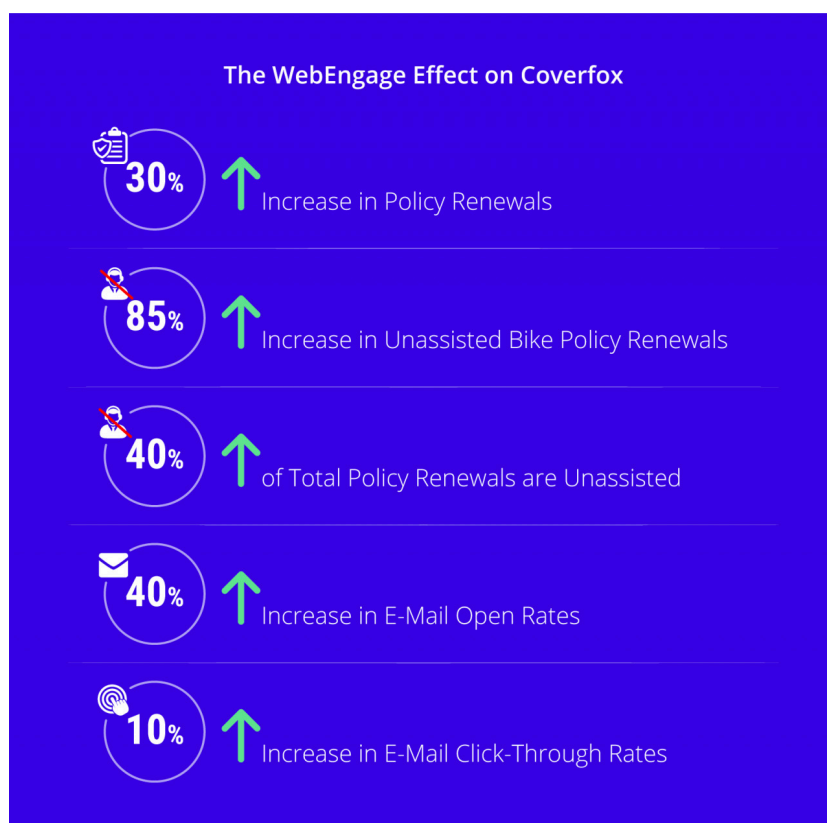 The WebEngage Effect on Coverfox
30%
Increase in Policy Renewals
85%
Increase in Unassisted Bike Policy Renewals
40%
of Total Policy Renewals are Unassisted
40%
Increase in E-Mail Open Rates
10%
Increase in E-Mail Click-Through Rates